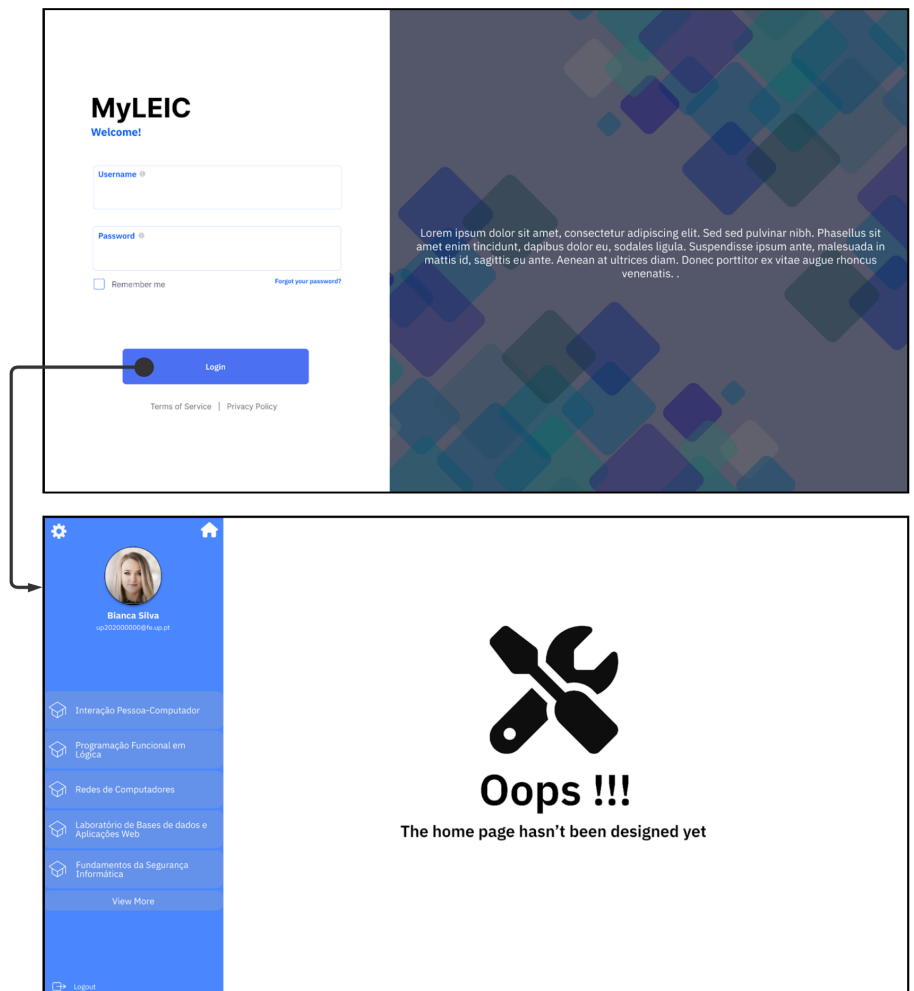 MyLEIC
Welcome!
Username
Password
Remember me
Forgot your password?
Login
Terms of Service | Privacy Policy
Lorem ipsum dolor sit amet, consectetur adipiscing elit. Sed sed pulvinar nibh. Phasellus sit
amet enim tincidunt, dapibus dolor eu, sodales ligula. Suspendisse ipsum ante, malesuada in
mattis id, sagittis eu ante. Aenean at ultrices diam. Donec porttitor ex vitae augue rhoncus
venenatis. .
Bianca Silva
up202000000@fe.up.pt
Interação Pessoa-Computador
Programação Funcional em
Lógica
Redes de Computadores
Laboratório de Bases de dados e
Aplicações Web
Fundamentos da Segurança
Informática
View More
Logout
Oops !!!
The home page hasn't been designed yet